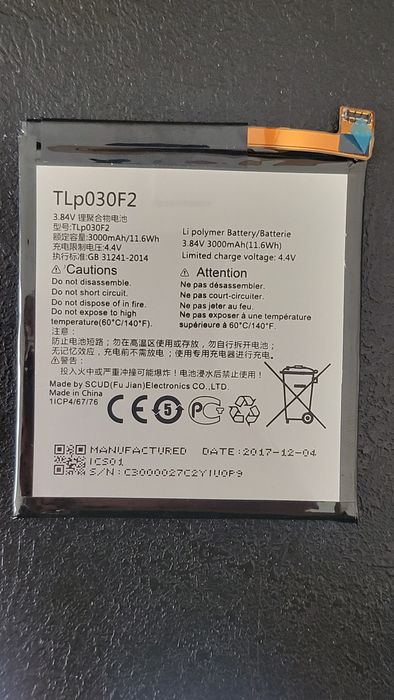 TLp030F2
3.84V 锂聚合物电池
型号:TLp030F2
额定容量:3000mAh/11.6Wh
充电限制电压:4.4V
执行标准:GB 31241-2014
Li polymer Battery/Batterie
3.84V 3000mAh(11.6Wh)
Limited charge voltage: 4.4V
⚠ Cautions
Do not disassemble.
Do not short circuit.
Do not dispose of in fire.
Do not expose to high
temperature(60°C/140°F).
⚠ Attention
Ne pas désassembler.
Ne pas court-circuiter.
Ne pas jeter au feu.
Ne pas exposer à une température
supérieure à 60°C/140°F.
注意:
防止电池短路; 勿在高温区使用或存放, 勿自行拆开电池;
无记忆效应, 充电前不需放电; 使用专用充电器进行充电。
⚠警告:
投入火中或严重冲撞可能爆炸! 电池浸水后禁用!
Made by SCUD(Fu Jian)Electronics CO.,LTD.
Made in China
1ICP4/67/76
CE 5 PC
MANUFACTURED DATE:2017-12-04
ICS01
S/N: C3000027C2Y1U0P9